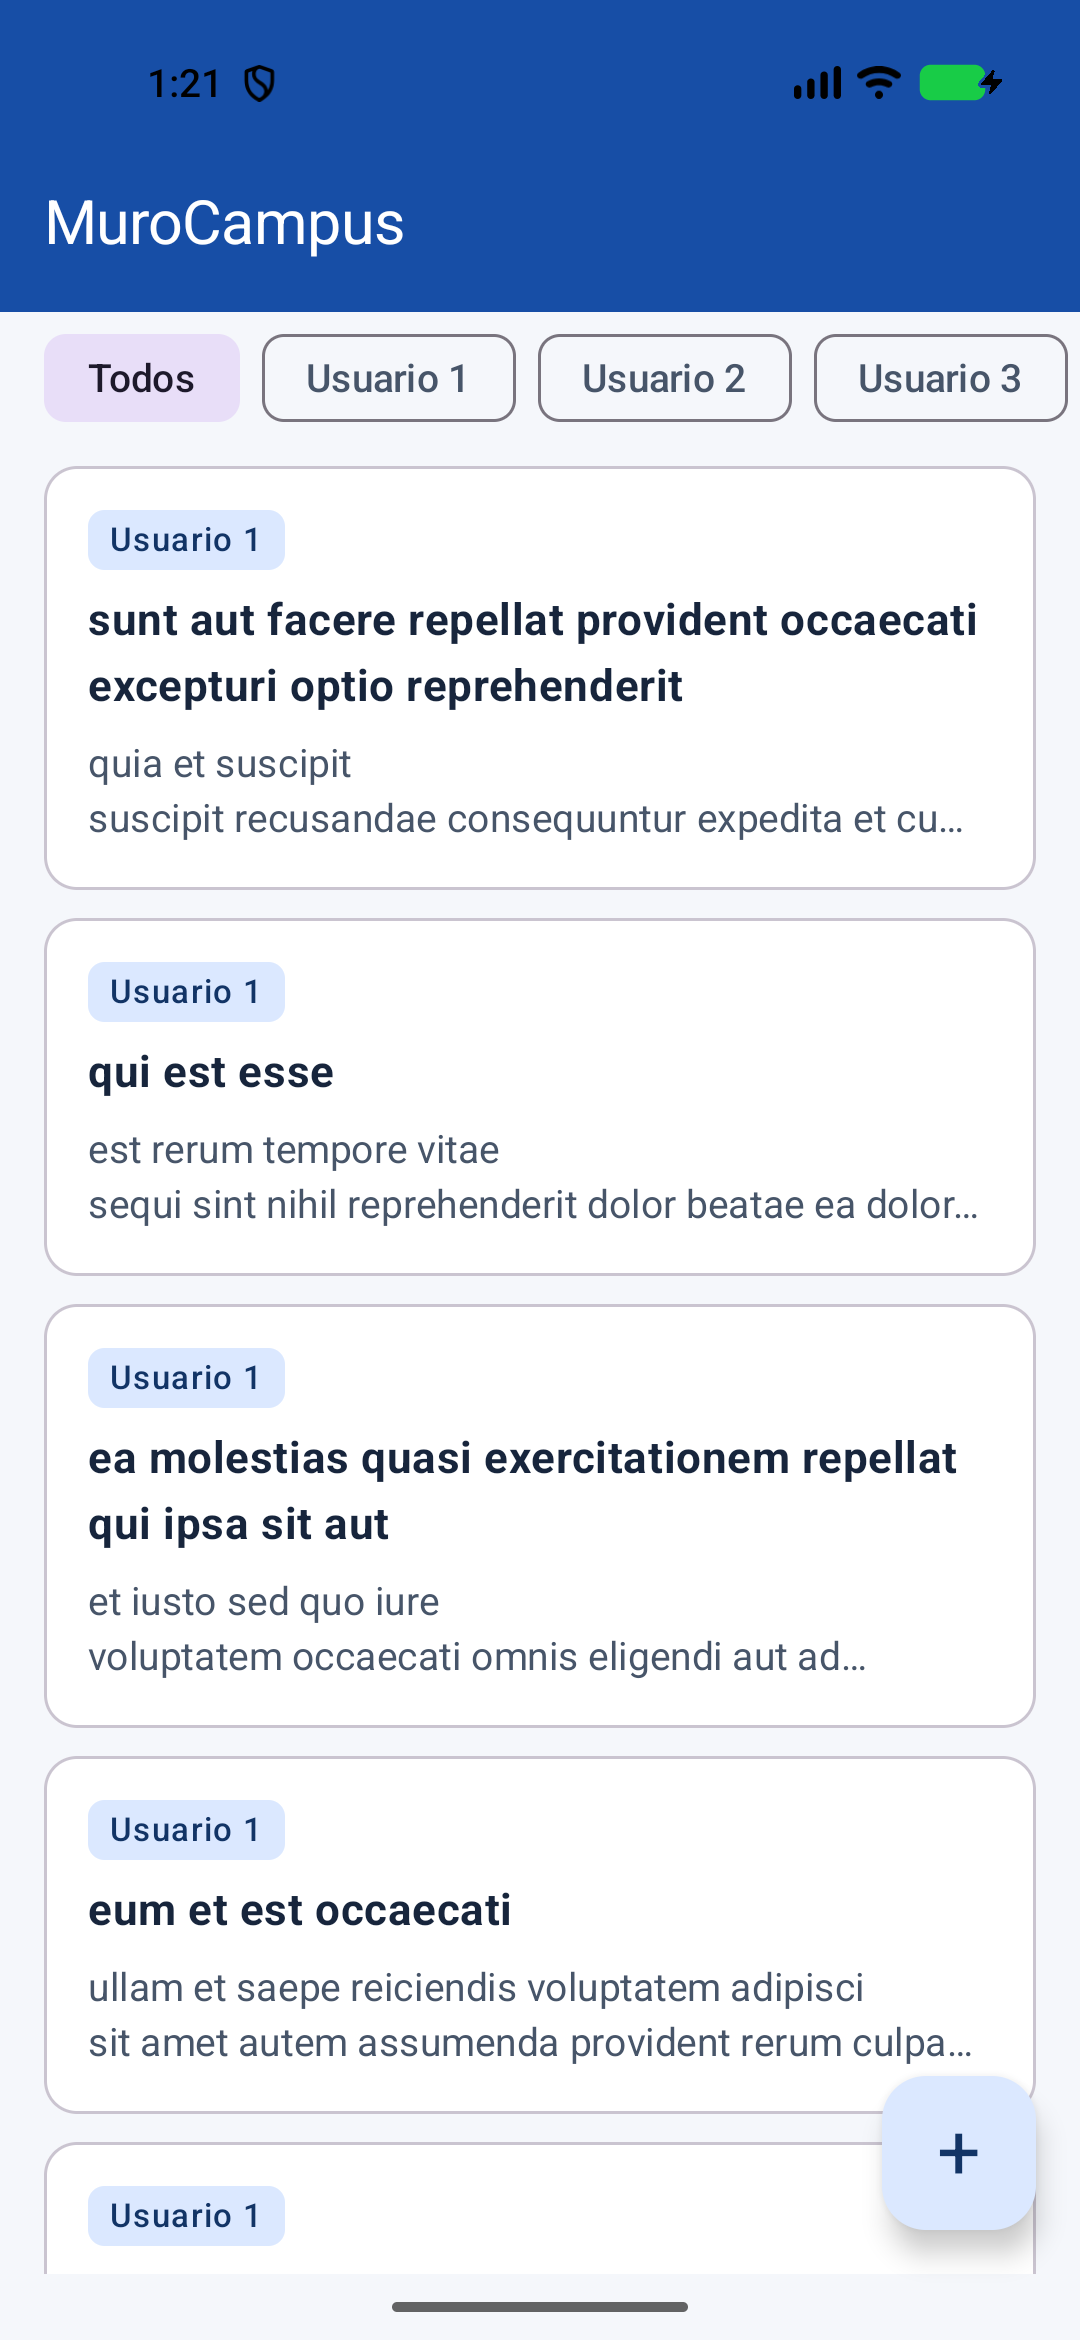 1:21
MuroCampus
Todos
Usuario 1
Usuario 2
Usuario 3
Usuario 1
sunt aut facere repellat provident occaecati
excepturi optio reprehenderit
quia et suscipit
suscipit recusandae consequuntur expedita et cu…
Usuario 1
qui est esse
est rerum tempore vitae
sequi sint nihil reprehenderit dolor beatae ea dolor…
Usuario 1
ea molestias quasi exercitationem repellat
qui ipsa sit aut
et iusto sed quo iure
voluptatem occaecati omnis eligendi aut ad…
Usuario 1
eum et est occaecati
ullam et saepe reiciendis voluptatem adipisci
sit amet autem assumenda provident rerum culpa…
+
Usuario 1